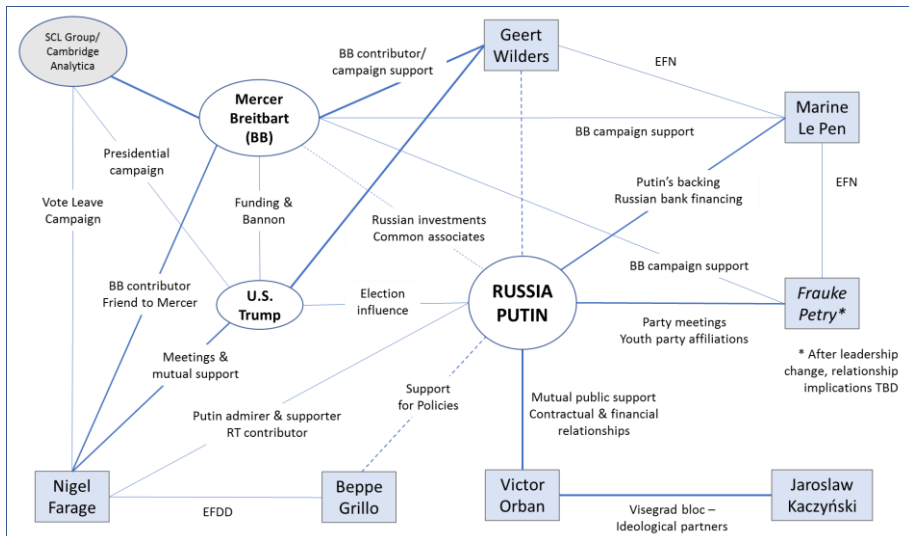 SCL Group/
Cambridge
Analytica
BB contributor/
campaign support
Geert
Wilders
EFN
Mercer
Breitbart
(BB)
Marine
Le Pen
BB campaign support
Presidential
campaign
Vote Leave
Campaign
Funding &
Bannon
Russian investments
Common associates
Putin's backing
Russian bank financing
EFN
BB contributor
Friend to Mercer
U.S.
Trump
Election
influence
RUSSIA
PUTIN
BB campaign support
Frauke
Petry*
Party meetings
Youth party affiliations
* After leadership
change, relationship
implications TBD
Meetings &
mutual support
Putin admirer & supporter
RT contributor
Support
for Policies
Mutual public support
Contractual & financial
relationships
Nigel
Farage
EFDD
Beppe
Grillo
Victor
Orban
Visegrad bloc –
Ideological partners
Jaroslaw
Kaczyński